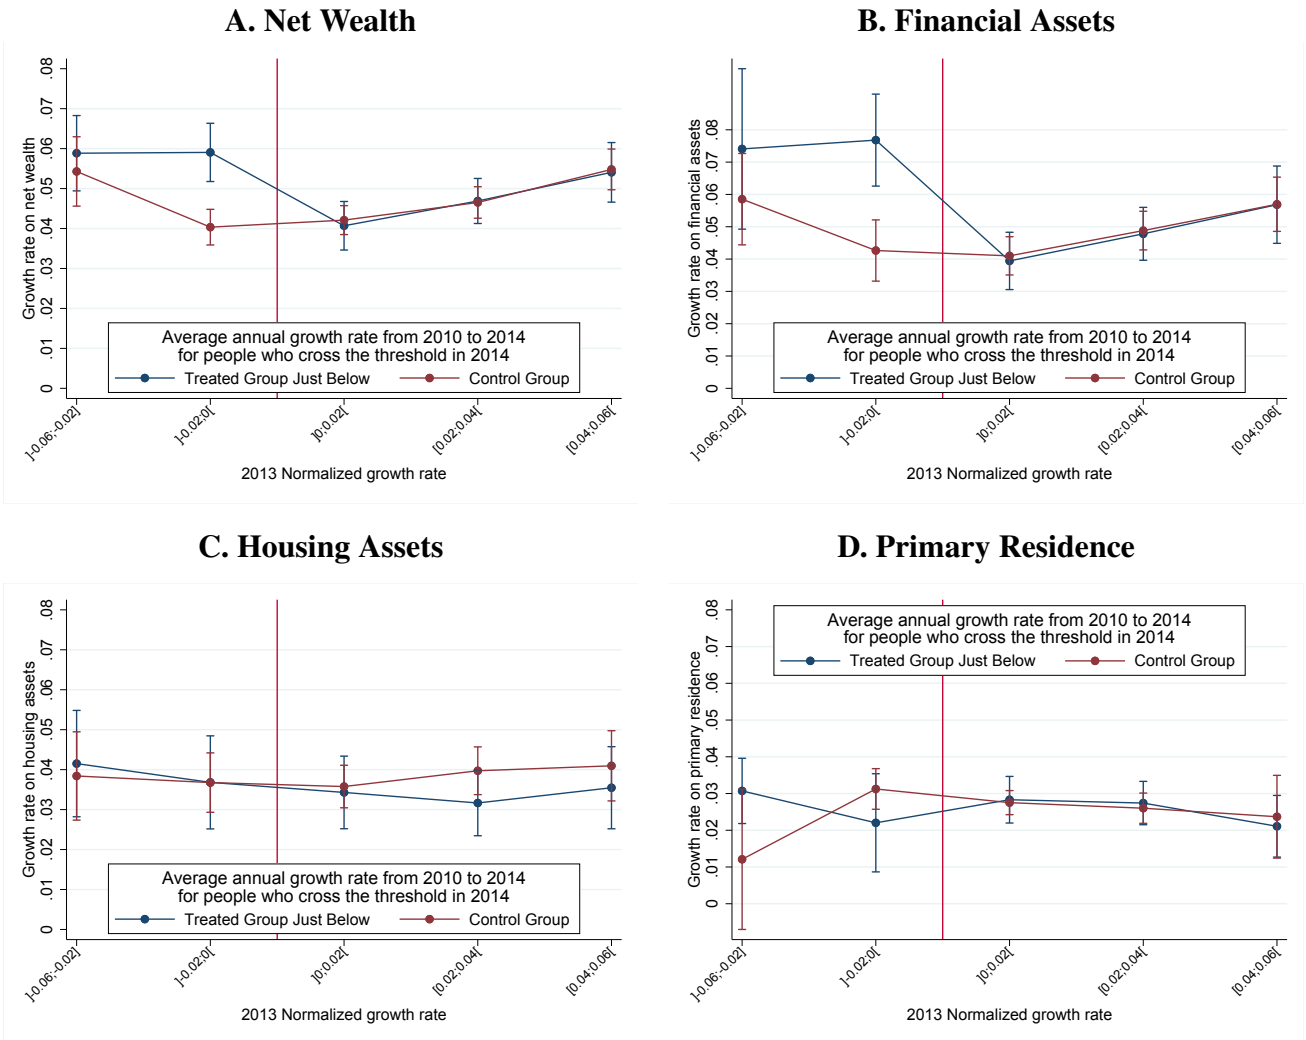 A. Net Wealth
Growth rate on net wealth
.08
.07
.06
.05
.04
.03
.02
.01
0
Average annual growth rate from 2010 to 2014
for people who cross the threshold in 2014
Treated Group Just Below
Control Group
]-0.06;-0.02]
]-0.02;0[
]0;0.02[
[0.02;0.04[
[0.04;0.06[
2013 Normalized growth rate
B. Financial Assets
Growth rate on financial assets
.08
.07
.06
.05
.04
.03
.02
.01
0
Average annual growth rate from 2010 to 2014
for people who cross the threshold in 2014
Treated Group Just Below
Control Group
]-0.06;-0.02]
]-0.02;0[
]0;0.02[
[0.02;0.04[
[0.04;0.06[
2013 Normalized growth rate
C. Housing Assets
Growth rate on housing assets
.08
.07
.06
.05
.04
.03
.02
.01
0
Average annual growth rate from 2010 to 2014
for people who cross the threshold in 2014
Treated Group Just Below
Control Group
]-0.06;-0.02]
]-0.02;0[
]0;0.02[
[0.02;0.04[
[0.04;0.06[
2013 Normalized growth rate
D. Primary Residence
Growth rate on primary residence
.08
.07
.06
.05
.04
.03
.02
.01
0
Average annual growth rate from 2010 to 2014
for people who cross the threshold in 2014
Treated Group Just Below
Control Group
]-0.06;-0.02]
]-0.02;0[
]0;0.02[
[0.02;0.04[
[0.04;0.06[
2013 Normalized growth rate